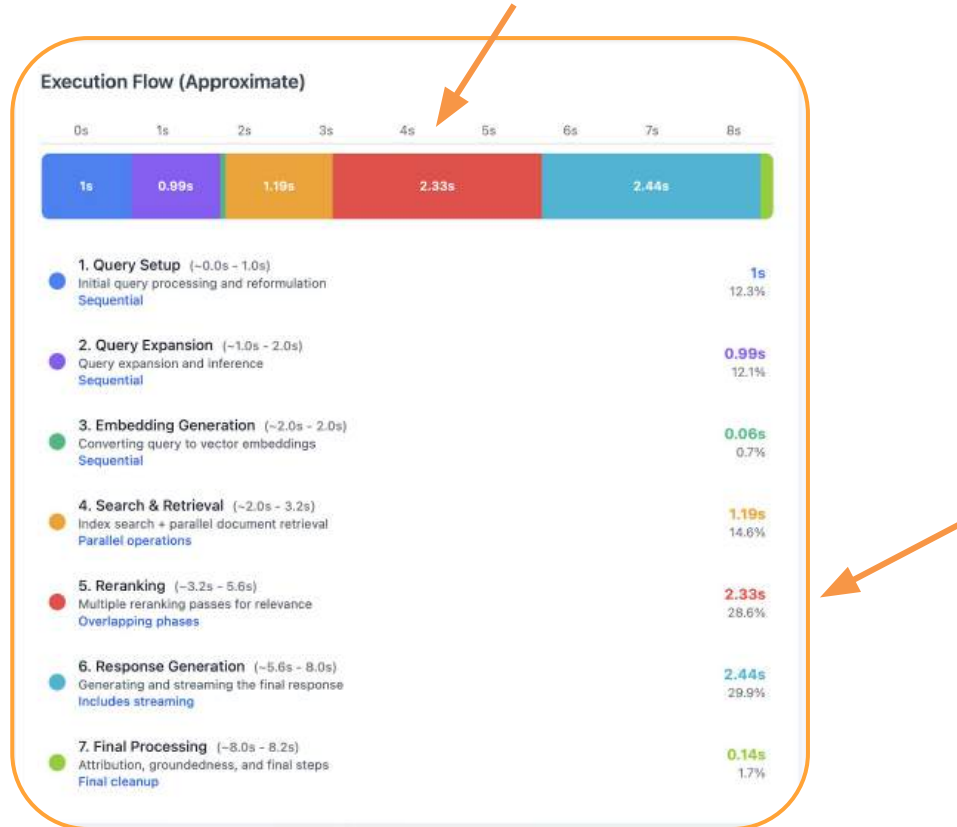 Execution Flow (Approximate)
0s 1s 2s 3s 4s 5s 6s 7s 8s
1s 0.99s 1.19s 2.33s 2.44s
1. Query Setup (~0.0s - 1.0s)
Initial query processing and reformulation
Sequential
1s
12.3%
2. Query Expansion (~1.0s - 2.0s)
Query expansion and inference
Sequential
0.99s
12.1%
3. Embedding Generation (~2.0s - 2.0s)
Converting query to vector embeddings
Sequential
0.06s
0.7%
4. Search & Retrieval (~2.0s - 3.2s)
Index search + parallel document retrieval
Parallel operations
1.19s
14.6%
5. Reranking (~3.2s - 5.6s)
Multiple reranking passes for relevance
Overlapping phases
2.33s
28.6%
6. Response Generation (~5.6s - 8.0s)
Generating and streaming the final response
Includes streaming
2.44s
29.9%
7. Final Processing (~8.0s - 8.2s)
Attribution, groundedness, and final steps
Final cleanup
0.14s
1.7%